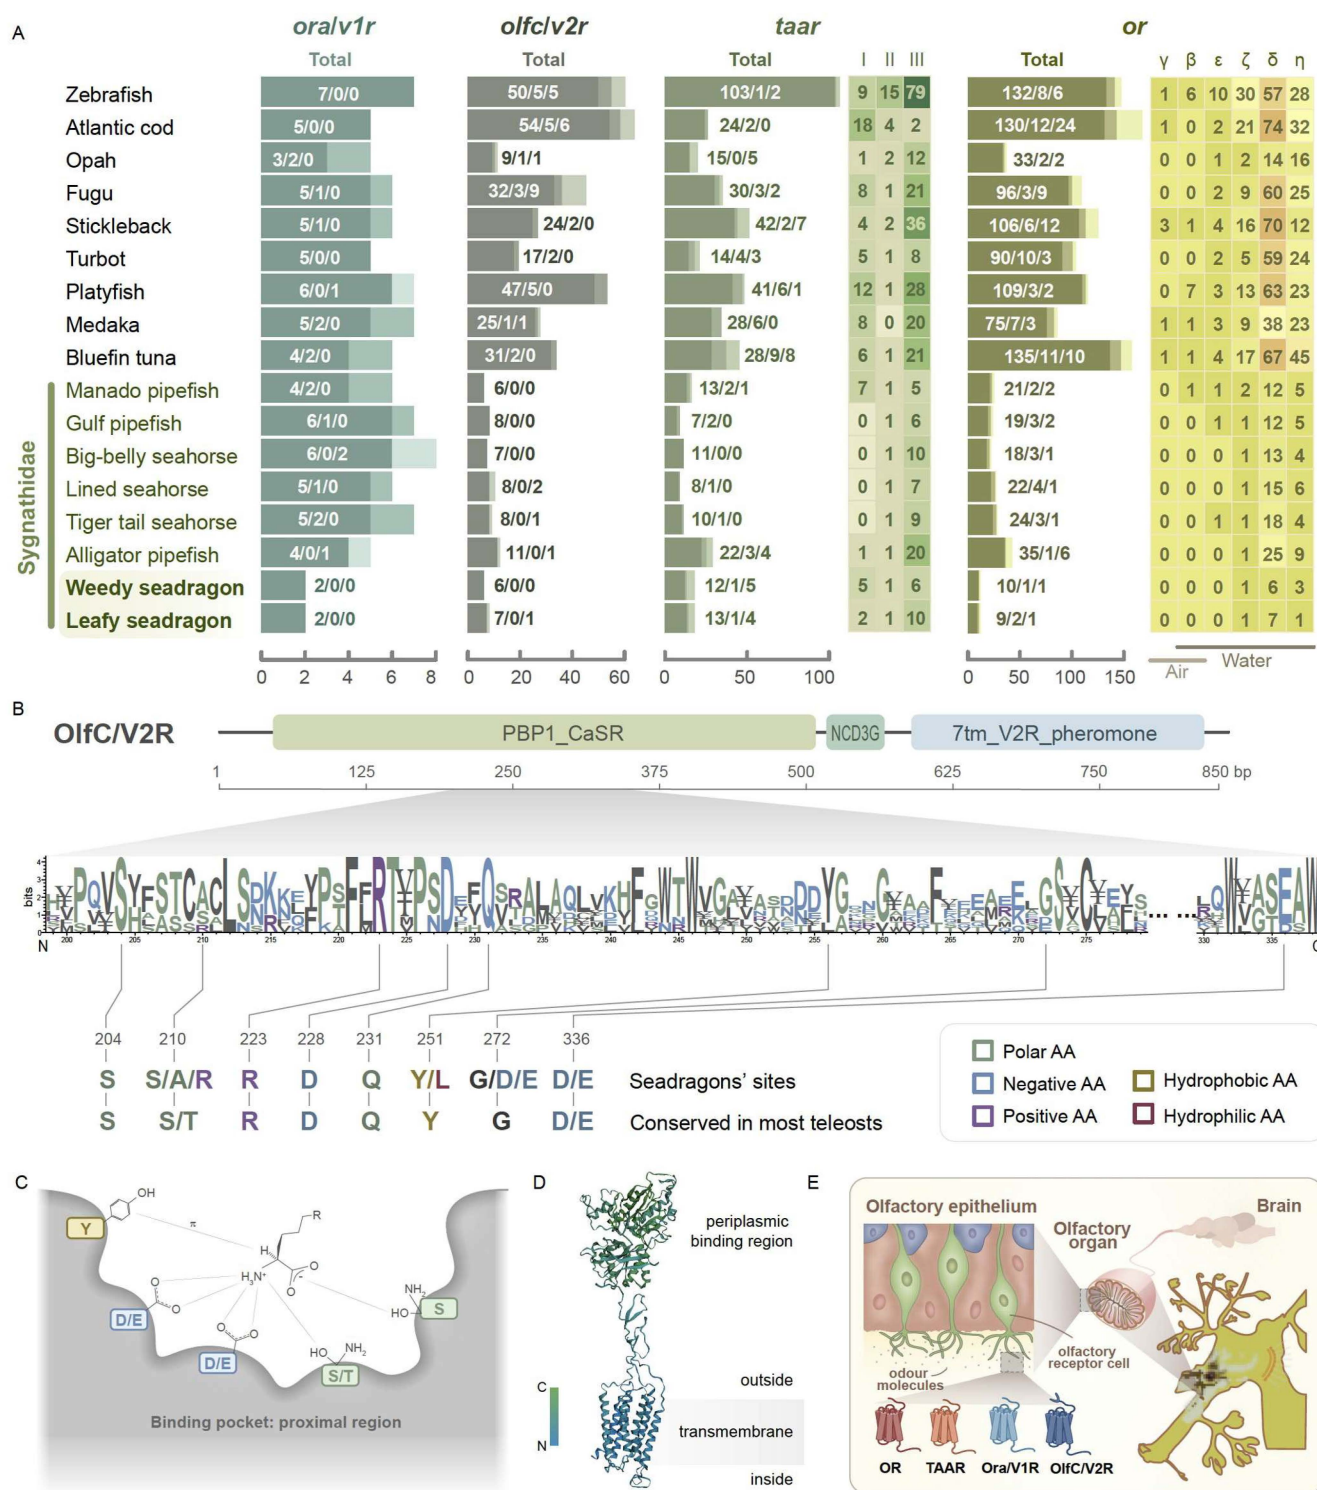 A
ora/v1r olfc/v2r taar or
Total Total Total I II III Total γ β ε ζ δ η
Zebrafish 7/0/0 50/5/5 103/1/2 9 15 79 132/8/6 1 6 10 30 57 28
Atlantic cod 5/0/0 54/5/6 24/2/0 18 4 2 130/12/24 1 0 2 21 74 32
Opah 3/2/0 9/1/1 15/0/5 1 2 12 33/2/2 0 0 1 2 14 16
Fugu 5/1/0 32/3/9 30/3/2 8 1 21 96/3/9 0 0 2 9 60 25
Stickleback 5/1/0 24/2/0 42/2/7 4 2 36 106/6/12 3 1 4 16 70 12
Turbot 5/0/0 17/2/0 14/4/3 5 1 8 90/10/3 0 0 2 5 59 24
Platyfish 6/0/1 47/5/0 41/6/1 12 1 28 109/3/2 0 7 3 13 63 23
Medaka 5/2/0 25/1/1 28/6/0 8 0 20 75/7/3 1 1 3 9 38 23
Bluefin tuna 4/2/0 31/2/0 28/9/8 6 1 21 135/11/10 1 1 4 17 67 45
Manado pipefish 4/2/0 6/0/0 13/2/1 7 1 5 21/2/2 0 1 1 2 12 5
Gulf pipefish 6/1/0 8/0/0 7/2/0 0 1 6 19/3/2 0 0 1 1 12 5
Big-belly seahorse 6/0/2 7/0/0 11/0/0 0 1 10 18/3/1 0 0 0 1 13 4
Lined seahorse 5/1/0 8/0/2 8/1/0 0 1 7 22/4/1 0 0 0 1 15 6
Tiger tail seahorse 5/2/0 8/0/1 10/1/0 0 1 9 24/3/1 0 0 1 1 18 4
Alligator pipefish 4/0/1 11/0/1 22/3/4 1 1 20 35/1/6 0 0 0 1 25 9
Weedy seadragon 2/0/0 6/0/0 12/1/5 5 1 6 10/1/1 0 0 0 1 6 3
Leafy seadragon 2/0/0 7/0/1 13/1/4 2 1 10 9/2/1 0 0 0 1 7 1
Sygnathidae
0 2 4 6 8 0 20 40 60 0 50 100 0 50 100 150
Air Water
B
OlfC/V2R PBP1_CaSR NCD3G 7tm_V2R_pheromone
1 125 250 375 500 625 750 850 bp
bits
4
3
2
1
0
N 200 205 210 215 220 225 230 235 240 245 250 255 260 265 270 275 330 335
204 210 223 228 231 251 272 336
S S/A/R R D Q Y/L G/D/E D/E Seadragons' sites
S S/T R D Q Y G D/E Conserved in most teleosts
Polar AA
Negative AA Hydrophobic AA
Positive AA Hydrophilic AA
C
OH
Y
π
R
H
H₃N⁺
O
O
-
O
O
D/E
O
O
D/E
HO NH₂
S/T
NH₂
HO
S
Binding pocket: proximal region
D
periplasmic
binding region
C
N
outside
transmembrane
inside
E
Olfactory epithelium
Olfactory
organ
Brain
olfactory
receptor cell
odour
molecules
OR TAAR Ora/V1R OlfC/V2R